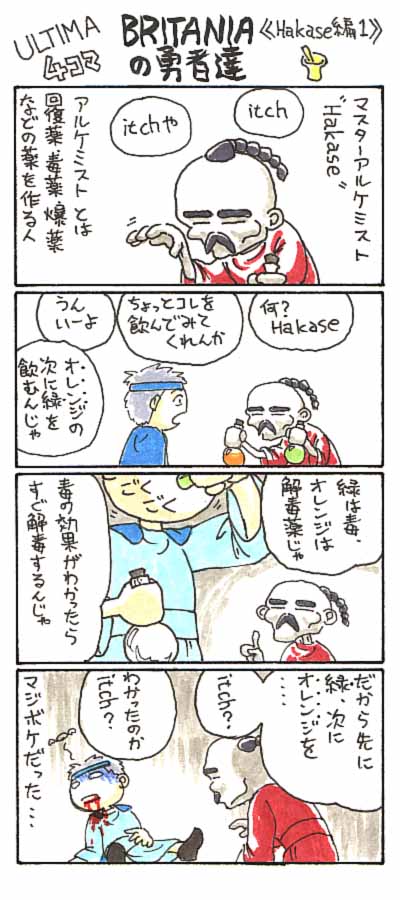 ULTIMA
4コマ
BRITANIA
の勇者達
《Hakase編1》
マスターアルケミスト
"Hakase"
itch
itchや
アルケミストとは
回復薬 毒薬 爆薬
などの薬を作る人
何?
Hakase
ちょっとコレを
飲んでみて
くれんか
うん
いーよ
オレンジの
次に緑を
飲むんじゃ
緑は毒、
オレンジは
解毒薬じゃ
ごくごく
毒の効果がわかったら
すぐ解毒するんじゃ
だから先に
緑、次に
オレンジを
‥‥
itch?
わかったのか
itch?
マジボケだった‥‥